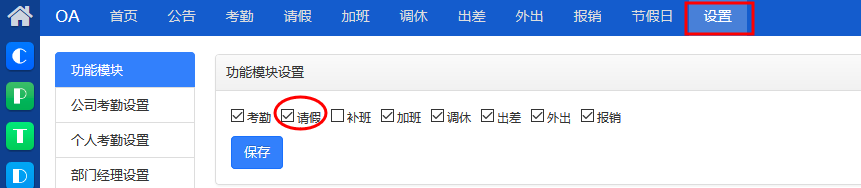 OA 首页 公告 考勤 请假 加班 调休 出差 外出 报销 节假日 设置
C
P
T
D
功能模块
公司考勤设置
个人考勤设置
部门经理设置
功能模块设置
考勤 请假 补班 加班 调休 出差 外出 报销
保存